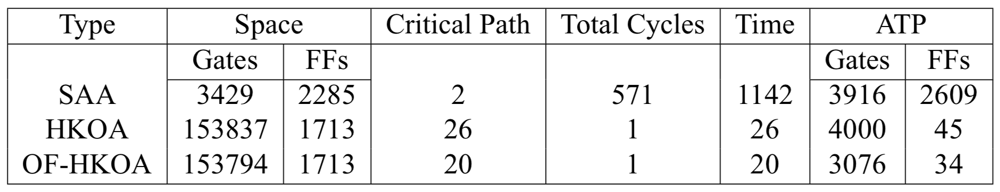 Type Space Critical Path Total Cycles Time ATP
Gates FFs Gates FFs
SAA 3429 2285 2 571 1142 3916 2609
HKOA 153837 1713 26 1 26 4000 45
OF-HKOA 153794 1713 20 1 20 3076 34